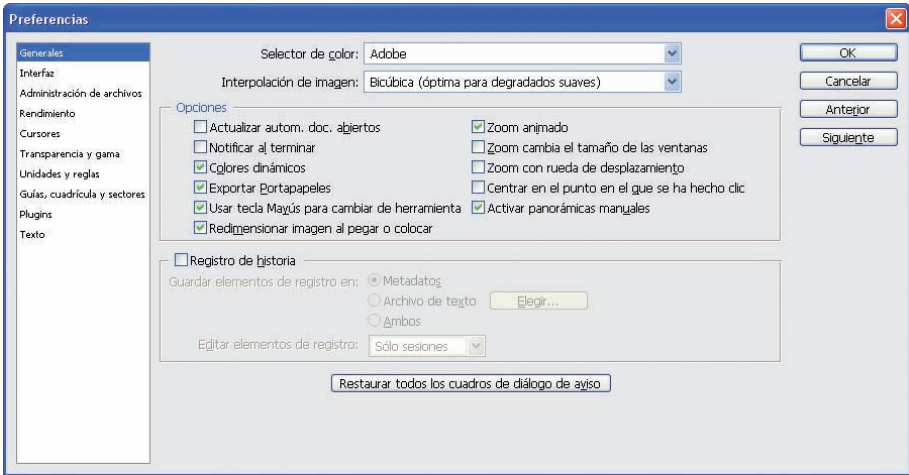 Preferencias
Generales
Interfaz
Administración de archivos
Rendimiento
Cursores
Transparencia y gama
Unidades y reglas
Guías, cuadrícula y sectores
Plugins
Texto
Selector de color: Adobe
Interpolación de imagen: Bicúbica (óptima para degradados suaves)
Opciones
Actualizar autom. doc. abiertos
Notificar al terminar
Colores dinámicos
Exportar Portapapeles
Usar tecla Mayús para cambiar de herramienta
Redimensionar imagen al pegar o colocar
Zoom animado
Zoom cambia el tamaño de las ventanas
Zoom con rueda de desplazamiento
Centrar en el punto en el que se ha hecho clic
Activar panorámicas manuales
Registro de historia
Guardar elementos de registro en: Metadatos
Archivo de texto Elegir...
Ambos
Editar elementos de registro: Sólo sesiones
Restaurar todos los cuadros de diálogo de aviso
OK
Cancelar
Anterior
Siguiente